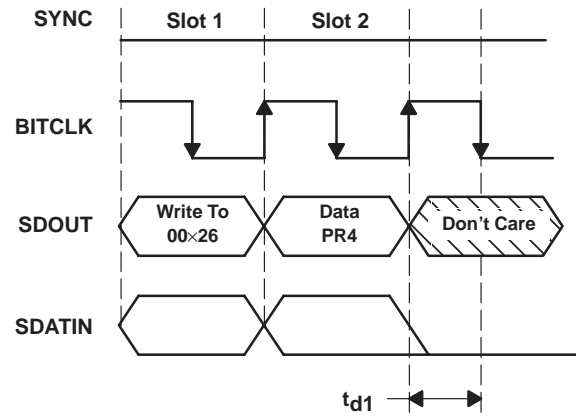 SYNC
Slot 1
Slot 2
BITCLK
SDOUT
Write To
00×26
Data
PR4
Don't Care
SDATIN
td1